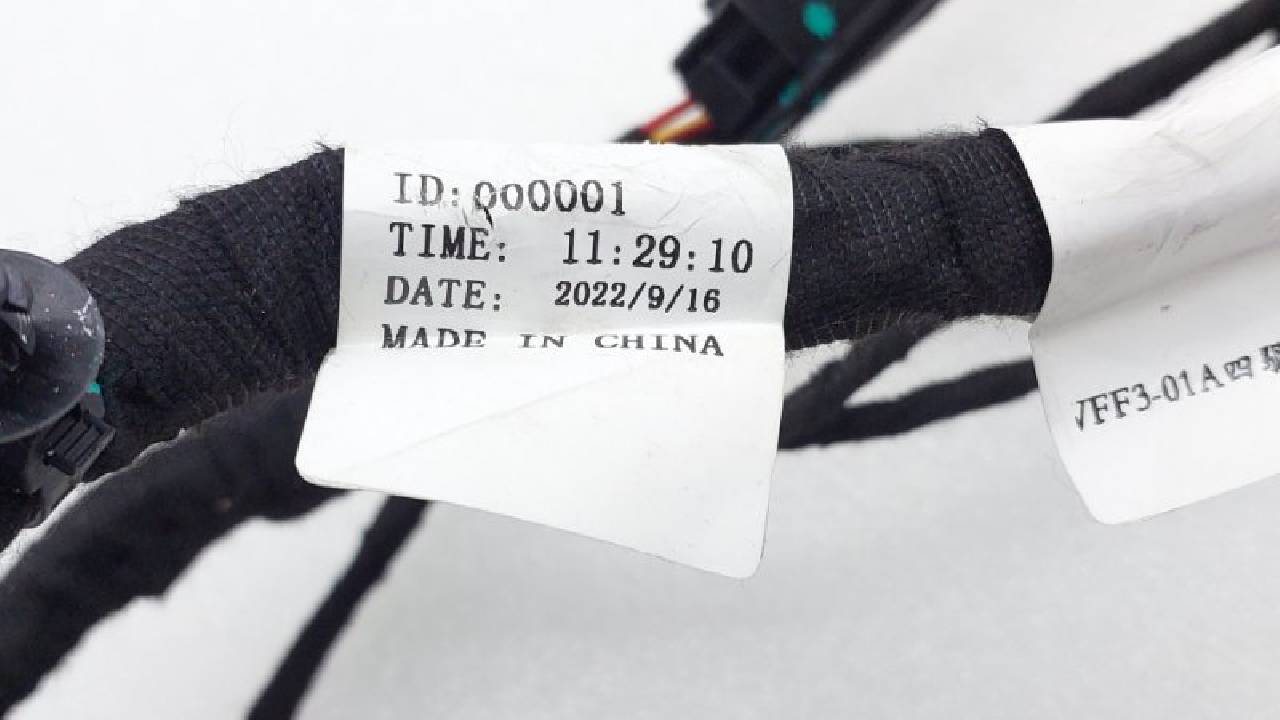 ID:000001
TIME: 11:29:10
DATE: 2022/9/16
MADE IN CHINA
FF3-01A四